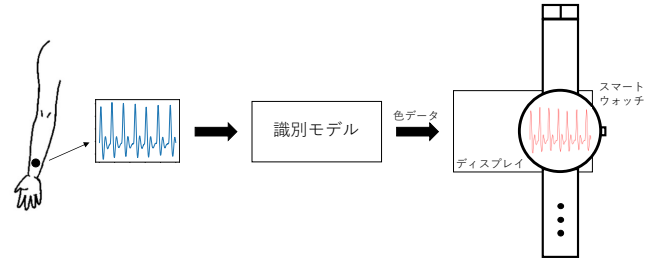 識別モデル
色データ
ディスプレイ
スマート
ウォッチ